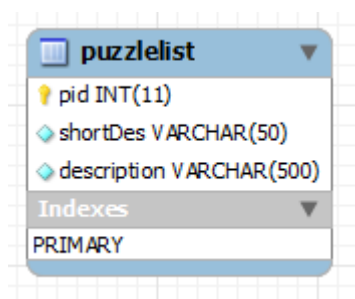 puzzlelist
pid INT(11)
shortDes VARCHAR(50)
description VARCHAR(500)
Indexes
PRIMARY